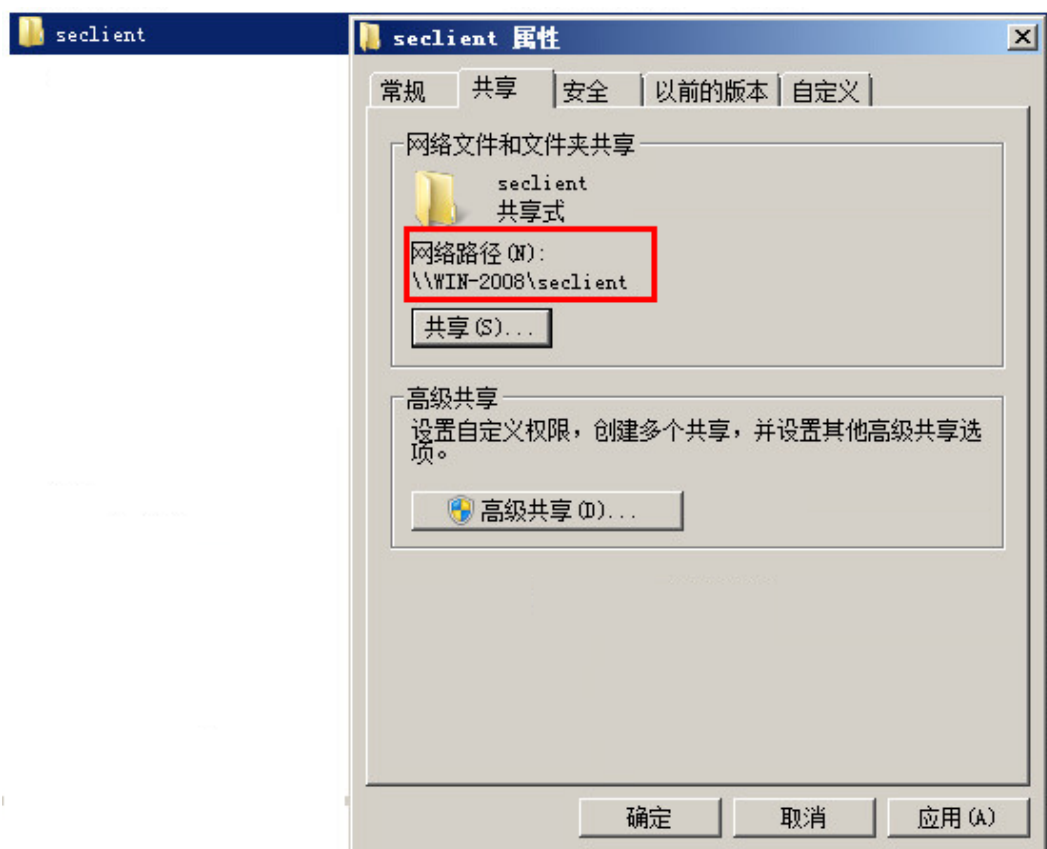 seclient
seclient 属性
常规 共享 安全 以前的版本 自定义
网络文件和文件夹共享
seclient
共享式
网络路径(N):
\\WIN-2008\seclient
共享(S)...
高级共享
设置自定义权限，创建多个共享，并设置其他高级共享选
项。
高级共享(D)...
确定 取消 应用(A)